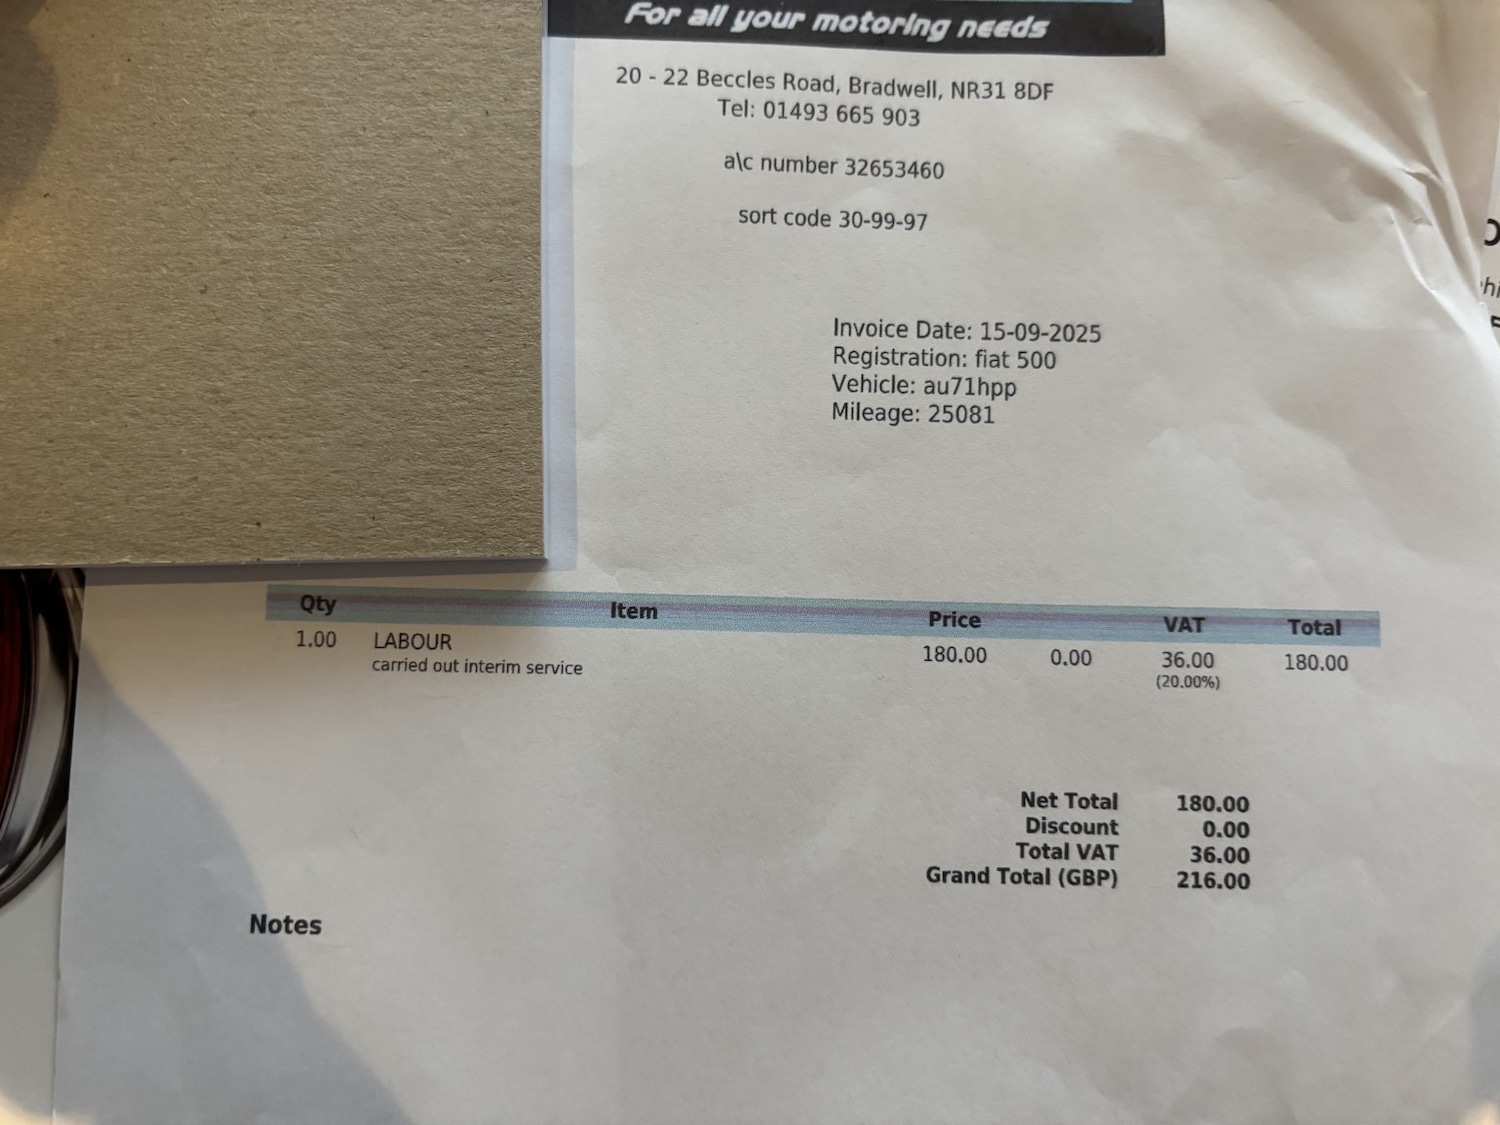 For all your motoring needs
20 - 22 Beccles Road, Bradwell, NR31 8DF
Tel: 01493 665 903
a\c number 32653460
sort code 30-99-97
Invoice Date: 15-09-2025
Registration: fiat 500
Vehicle: au71hpp
Mileage: 25081
Qty Item Price VAT Total
1.00 LABOUR 180.00 0.00 36.00 180.00
carried out interim service (20.00%)
Net Total 180.00
Discount 0.00
Total VAT 36.00
Grand Total (GBP) 216.00
Notes